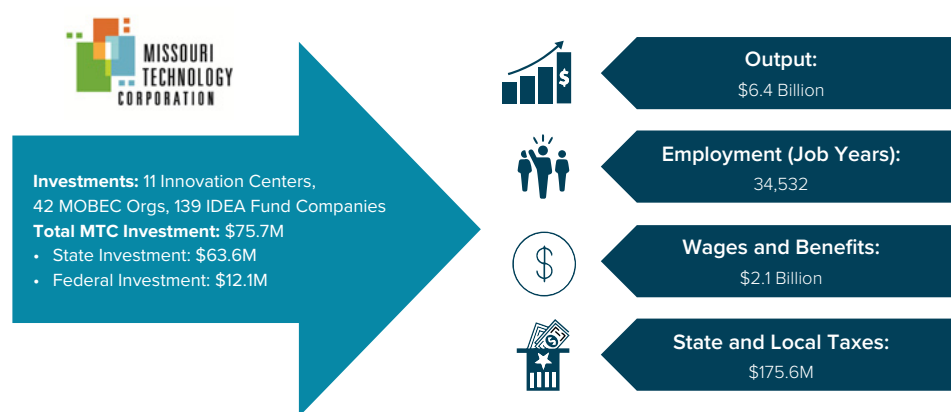 MISSOURI
TECHNOLOGY
CORPORATION
Investments: 11 Innovation Centers,
42 MOBEC Orgs, 139 IDEA Fund Companies
Total MTC Investment: $75.7M
• State Investment: $63.6M
• Federal Investment: $12.1M
$
Output:
$6.4 Billion
Employment (Job Years):
34,532
$
Wages and Benefits:
$2.1 Billion
$
State and Local Taxes:
$175.6M